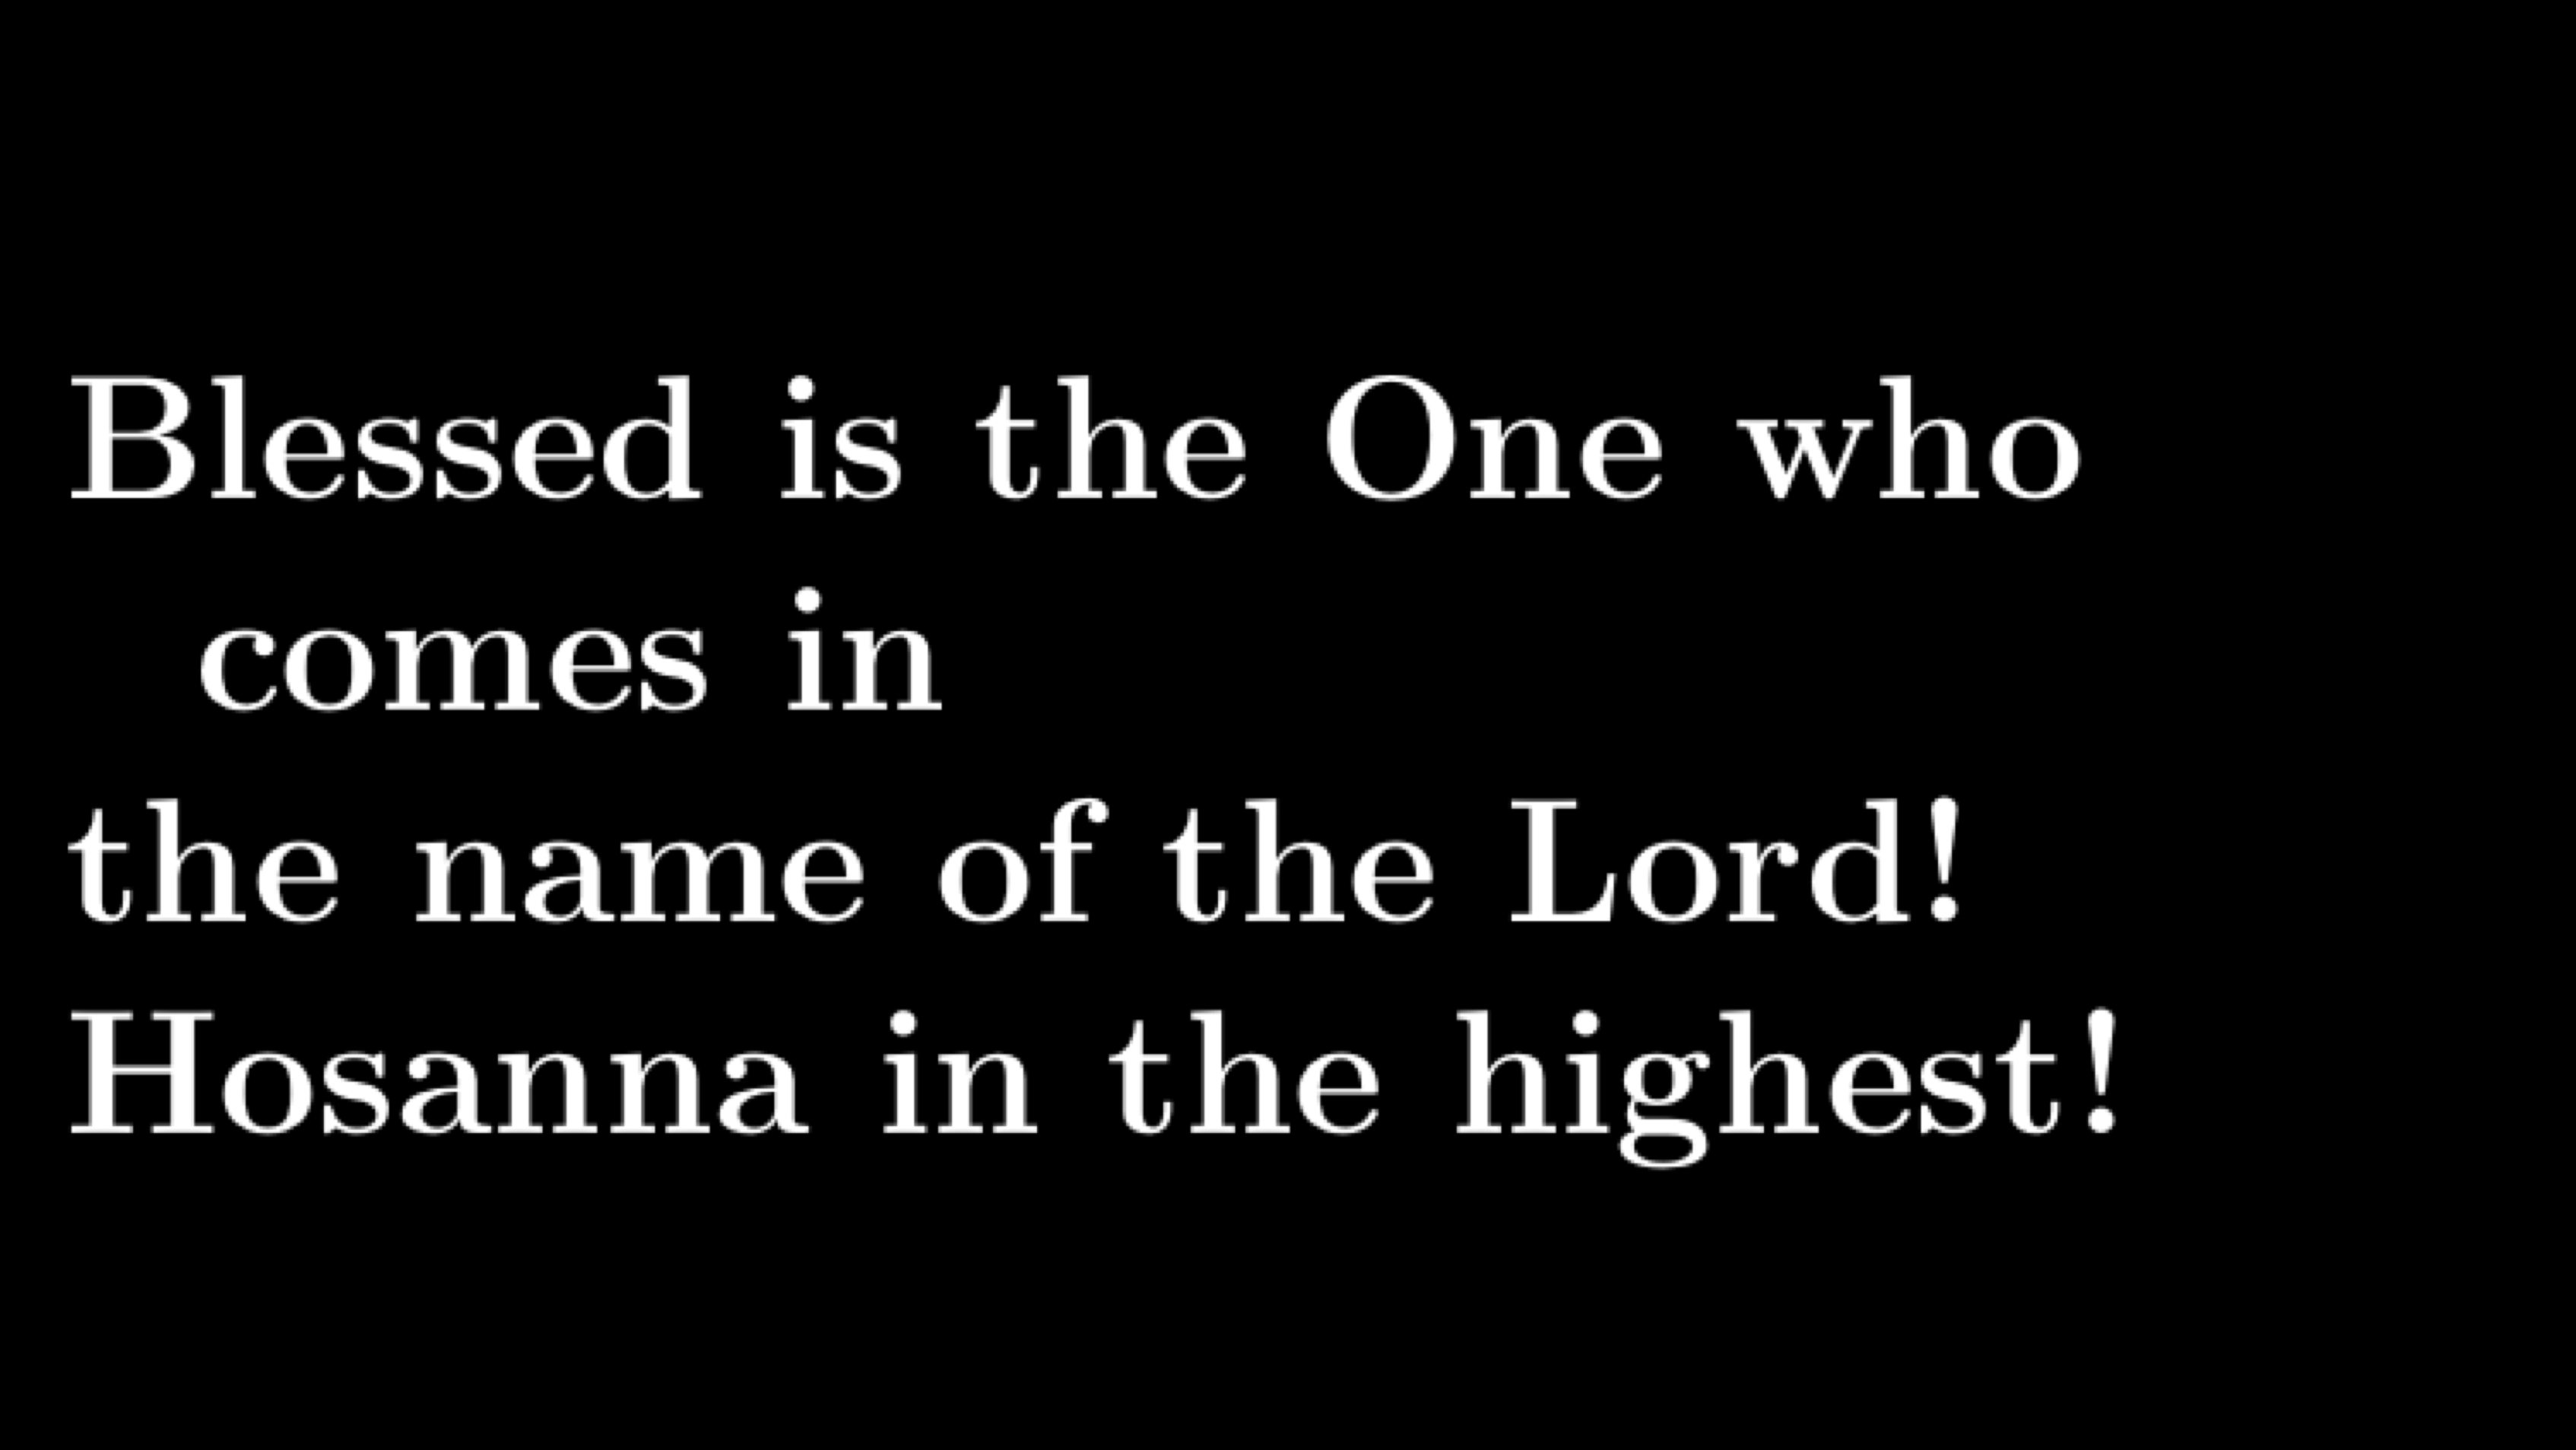 Blessed is the One who
comes in
the name of the Lord!
Hosanna in the highest!